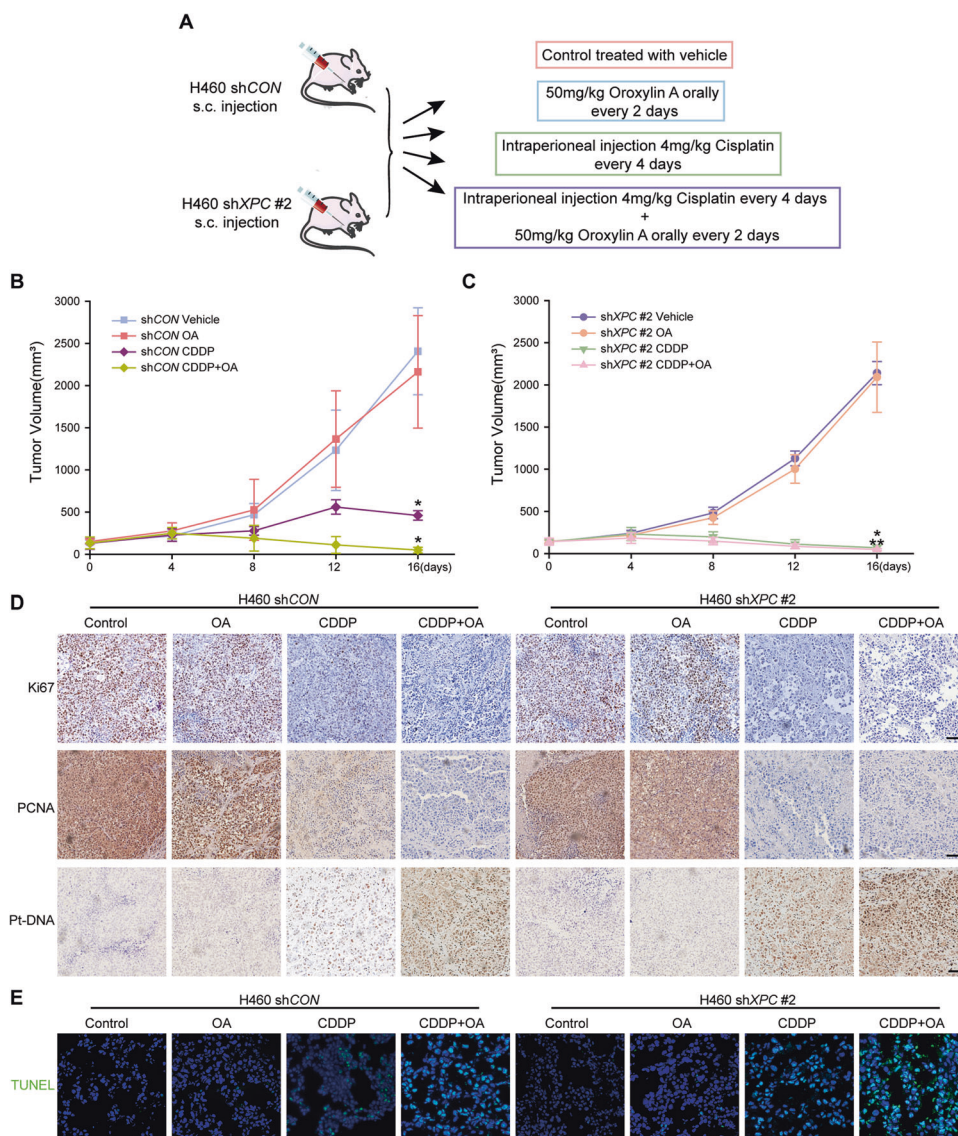 A
H460 shCON
s.c. injection
H460 shXPC #2
s.c. injection
Control treated with vehicle
50mg/kg Oroxylin A orally
every 2 days
Intraperioneal injection 4mg/kg Cisplatin
every 4 days
Intraperioneal injection 4mg/kg Cisplatin every 4 days
+
50mg/kg Oroxylin A orally every 2 days
B
Tumor Volume(mm³)
3000
2500
2000
1500
1000
500
0
shCON Vehicle
shCON OA
shCON CDDP
shCON CDDP+OA
*
*
0 4 8 12 16(days)
C
Tumor Volume(mm³)
3000
2500
2000
1500
1000
500
0
shXPC #2 Vehicle
shXPC #2 OA
shXPC #2 CDDP
shXPC #2 CDDP+OA
*
**
0 4 8 12 16(days)
D
H460 shCON H460 shXPC #2
Control OA CDDP CDDP+OA Control OA CDDP CDDP+OA
Ki67
PCNA
Pt-DNA
E
H460 shCON H460 shXPC #2
Control OA CDDP CDDP+OA Control OA CDDP CDDP+OA
TUNEL